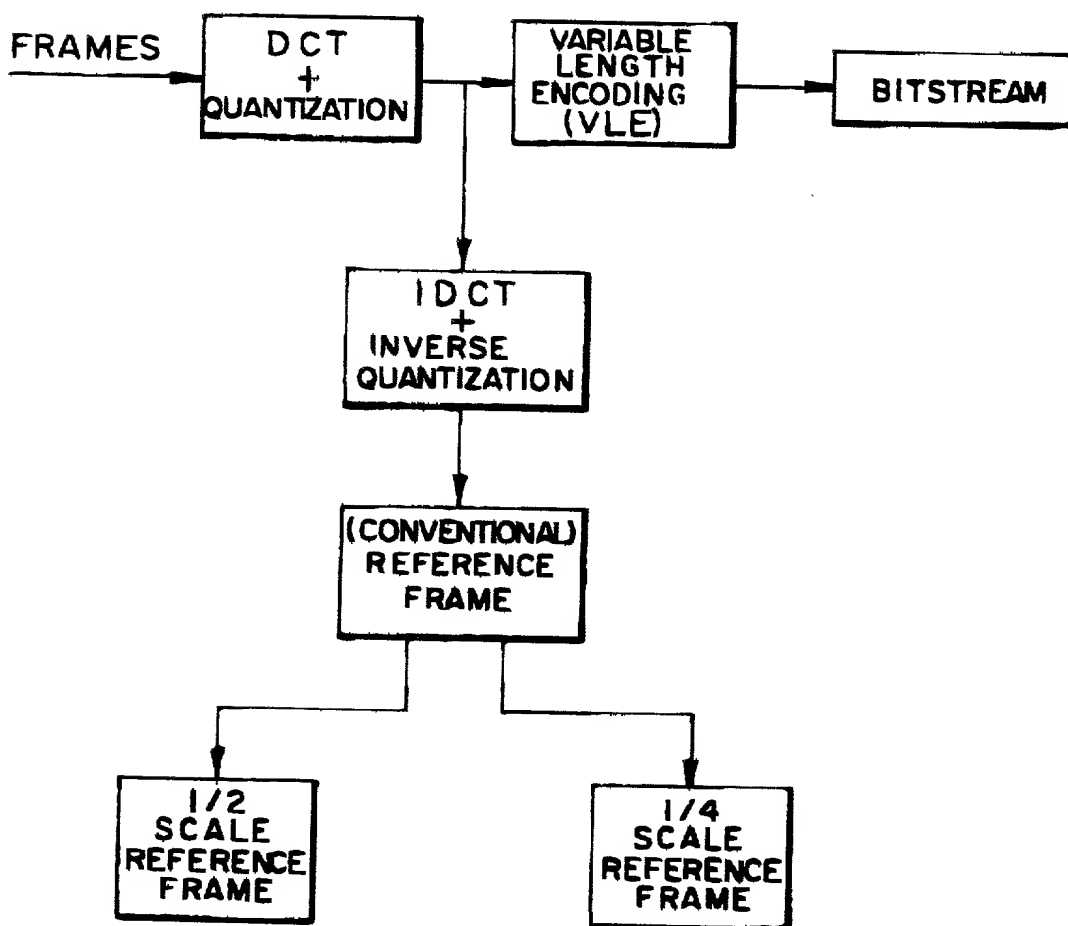 FRAMES
DCT
+
QUANTIZATION
VARIABLE
LENGTH
ENCODING
(VLE)
BITSTREAM
IDCT
+
INVERSE
QUANTIZATION
(CONVENTIONAL)
REFERENCE
FRAME
1/2
SCALE
REFERENCE
FRAME
1/4
SCALE
REFERENCE
FRAME